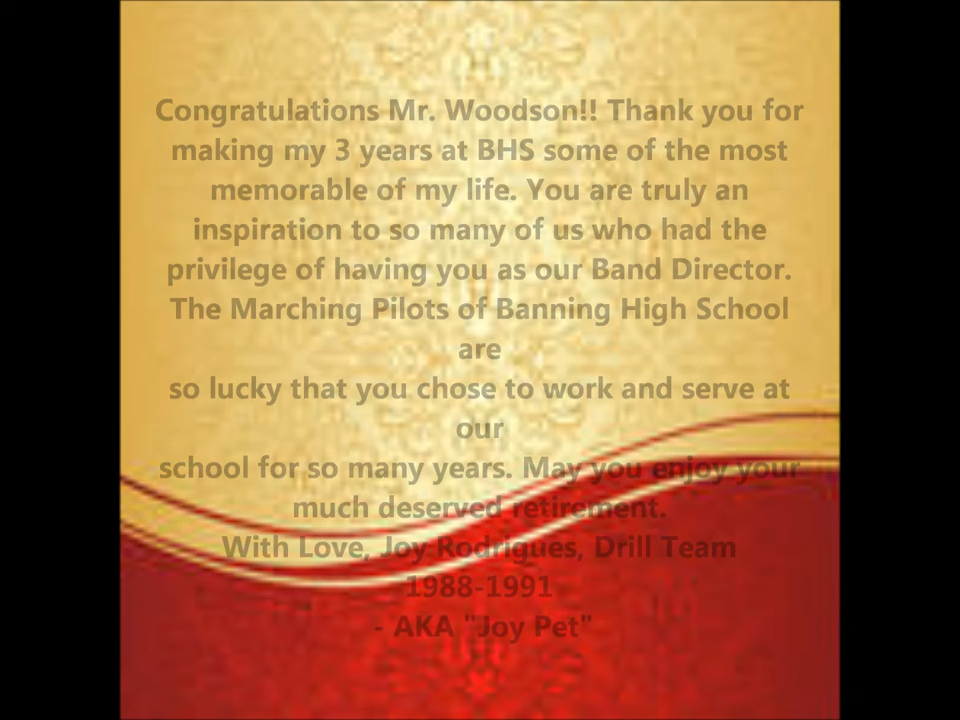 Congratulations Mr. Woodson!! Thank you for
making my 3 years at BHS some of the most
memorable of my life. You are truly an
inspiration to so many of us who had the
privilege of having you as our Band Director.
The Marching Pilots of Banning High School
are
so lucky that you chose to work and serve at
our
school for so many years. May you enjoy your
much deserved retirement.
With Love, Joy Rodrigues, Drill Team
1988-1991
- AKA "Joy Pet"